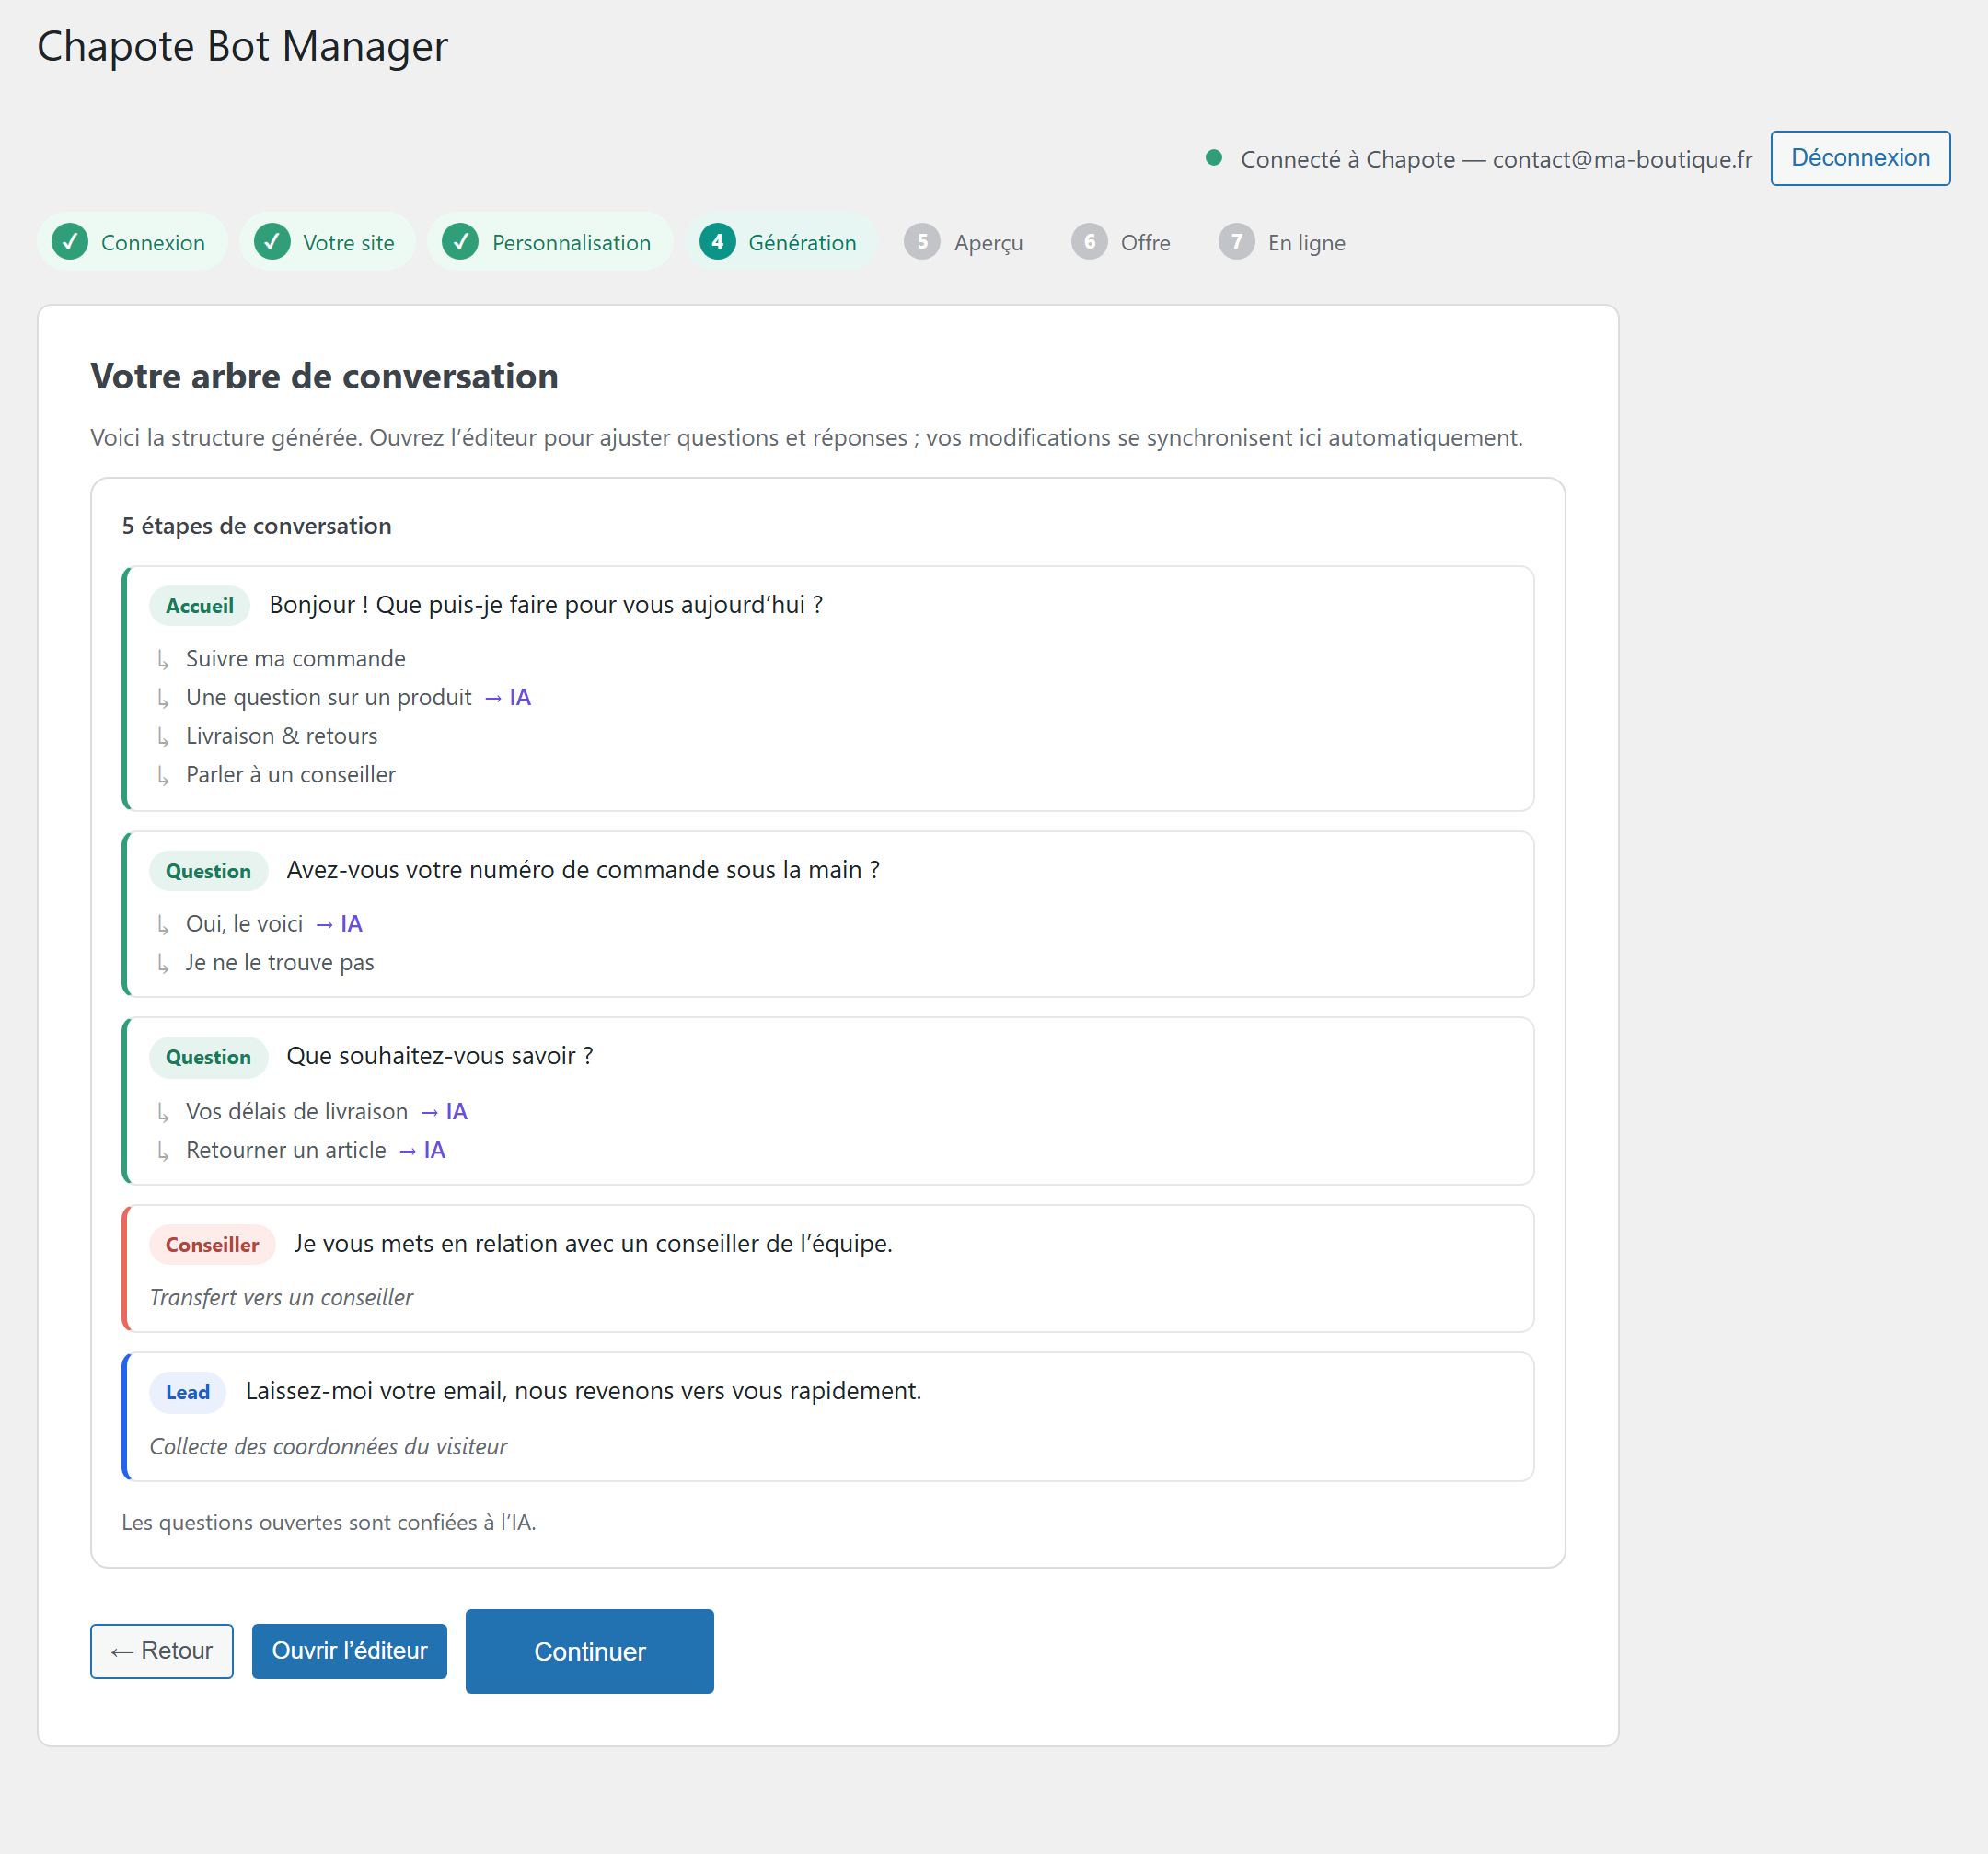 Chapote Bot Manager
Connecté à Chapote — contact@ma-boutique.fr Déconnexion
✓ Connexion ✓ Votre site ✓ Personnalisation 4 Génération 5 Aperçu 6 Offre 7 En ligne
Votre arbre de conversation
Voici la structure générée. Ouvrez l’éditeur pour ajuster questions et réponses ; vos modifications se synchronisent ici automatiquement.
5 étapes de conversation
Accueil Bonjour ! Que puis-je faire pour vous aujourd’hui ?
↳ Suivre ma commande
↳ Une question sur un produit → IA
↳ Livraison & retours
↳ Parler à un conseiller
Question Avez-vous votre numéro de commande sous la main ?
↳ Oui, le voici → IA
↳ Je ne le trouve pas
Question Que souhaitez-vous savoir ?
↳ Vos délais de livraison → IA
↳ Retourner un article → IA
Conseiller Je vous mets en relation avec un conseiller de l’équipe.
Transfert vers un conseiller
Lead Laissez-moi votre email, nous revenons vers vous rapidement.
Collecte des coordonnées du visiteur
Les questions ouvertes sont confiées à l’IA.
← Retour Ouvrir l’éditeur Continuer